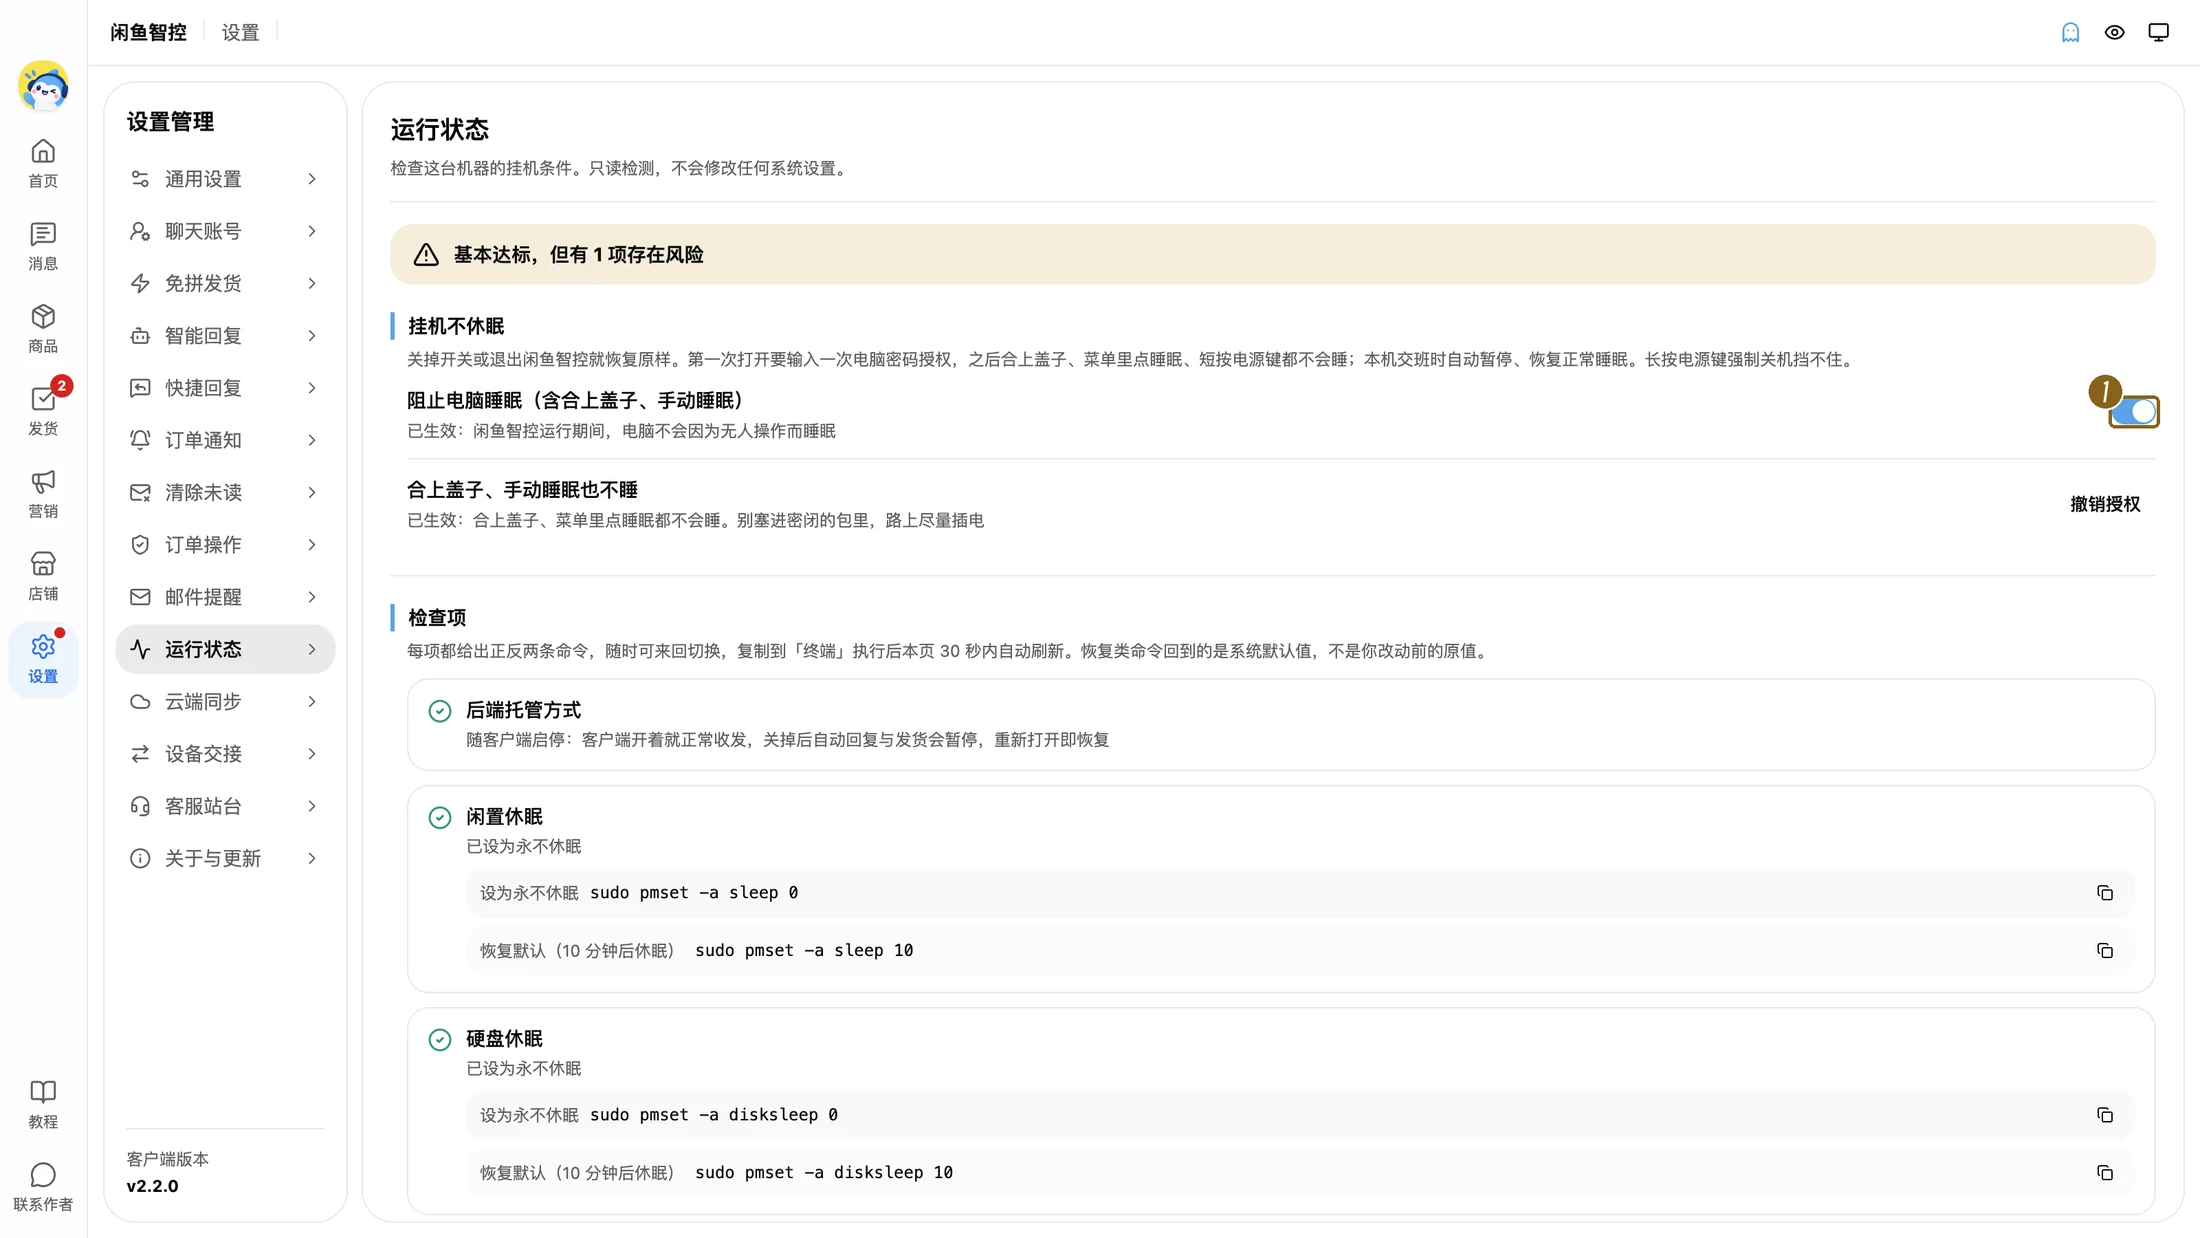 闲鱼智控
设置
首页
消息
商品
2
发货
营销
店铺
设置
教程
联系作者
设置管理
通用设置
聊天账号
免拼发货
智能回复
快捷回复
订单通知
清除未读
订单操作
邮件提醒
运行状态
云端同步
设备交接
客服站台
关于与更新
客户端版本
v2.2.0
运行状态
检查这台机器的挂机条件。只读检测，不会修改任何系统设置。
基本达标，但有 1 项存在风险
挂机不休眠
关掉开关或退出闲鱼智控就恢复原样。第一次打开要输入一次电脑密码授权，之后合上盖子、菜单里点睡眠、短按电源键都不会睡；本机交班时自动暂停、恢复正常睡眠。长按电源键强制关机挡不住。
阻止电脑睡眠（含合上盖子、手动睡眠）
已生效：闲鱼智控运行期间，电脑不会因为无人操作而睡眠
1
合上盖子、手动睡眠也不睡
已生效：合上盖子、菜单里点睡眠都不会睡。别塞进密闭的包里，路上尽量插电
撤销授权
检查项
每项都给出正反两条命令，随时可来回切换，复制到「终端」执行后本页 30 秒内自动刷新。恢复类命令回到的是系统默认值，不是你改动前的原值。
后端托管方式
随客户端启停：客户端开着就正常收发，关掉后自动回复与发货会暂停，重新打开即恢复
闲置休眠
已设为永不休眠
设为永不休眠 sudo pmset -a sleep 0
恢复默认（10 分钟后休眠） sudo pmset -a sleep 10
硬盘休眠
已设为永不休眠
设为永不休眠 sudo pmset -a disksleep 0
恢复默认（10 分钟后休眠） sudo pmset -a disksleep 10